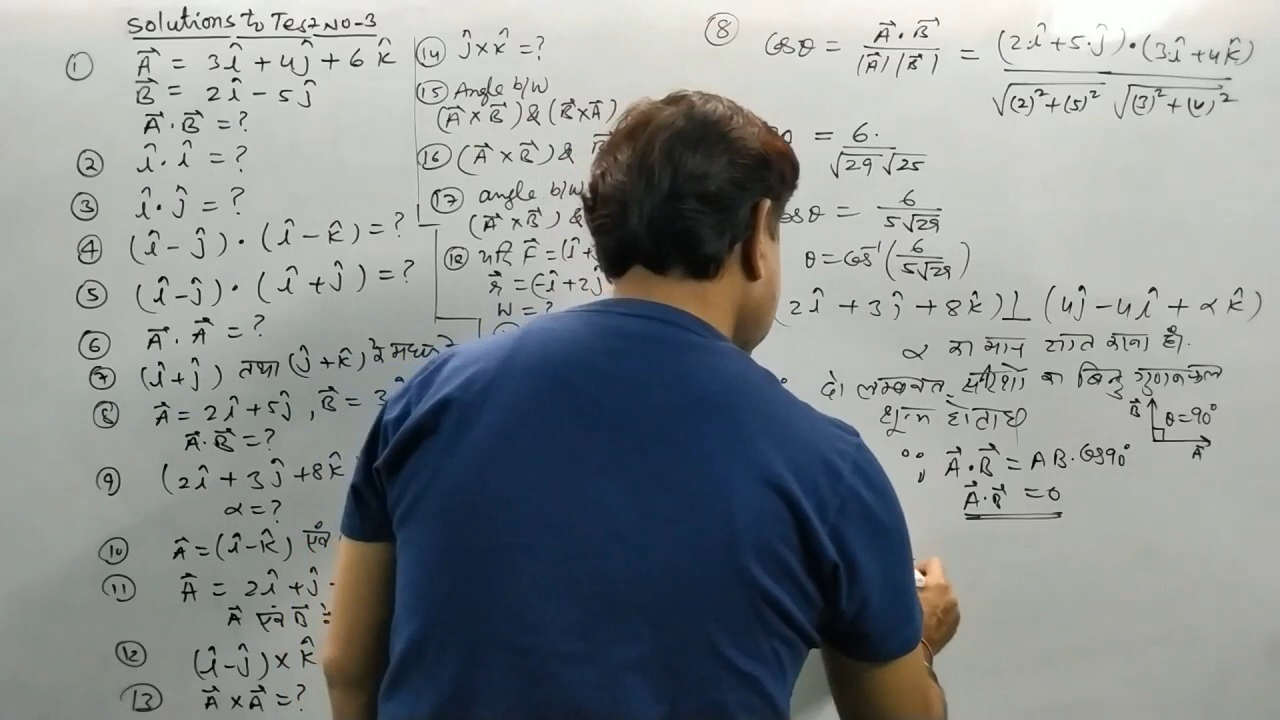 Solutions to Test NO-3
① A⃗ = 3î + 4ĵ + 6k̂
B⃗ = 2î - 5ĵ
A⃗ · B⃗ = ?
② î · î = ?
③ î · ĵ = ?
④ (î - ĵ) · (î - k̂) = ?
⑤ (î - ĵ) · (î + ĵ) = ?
⑥ A⃗ · A⃗ = ?
⑦ (î + ĵ) तथा (ĵ + k̂) के मध्य
⑧ A⃗ = 2î + 5ĵ, B⃗ = 3
A⃗ · B⃗ = ?
⑨ (2î + 3ĵ + 8k̂
α = ?
⑩ A⃗ = (î - k̂) एवं
⑪ A⃗ = 2î + ĵ -
A⃗ एवं B⃗
⑫ (î - ĵ) × k̂
⑬ A⃗ × A⃗ = ?
⑭ ĵ × k̂ = ?
⑮ Angle b/w
(A⃗ × B⃗) & (B⃗ × A⃗)
⑯ (A⃗ × B⃗) &
⑰ angle b/w
(A⃗ × B⃗) &
⑱ यदि F⃗ = (î +
r⃗ = (-î + 2ĵ
W = ?
⑧ Cosθ = A⃗ · B⃗ / |A⃗| |B⃗| = (2î + 5ĵ) · (3î + 4k̂) / √(2)² + (5)² √(3)² + (4)²
= 6 / √29 √25
Cosθ = 6 / 5√29
θ = Cos⁻¹(6 / 5√29)
(2î + 3ĵ + 8k̂) ⊥ (4ĵ - 4î + αk̂)
α का मान ज्ञात करना है.
दो लम्बवत् सदिशों का बिन्दु गुणनफल
शून्य होता है
B⃗ θ = 90°
A⃗
∵ A⃗ · B⃗ = AB · Cos90°
A⃗ · B⃗ = 0